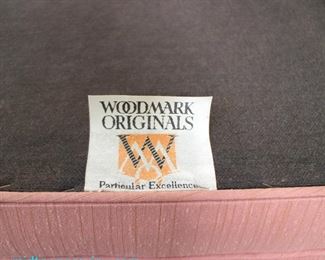 WOODMARK
ORIGINALS
W
Particular Excellence